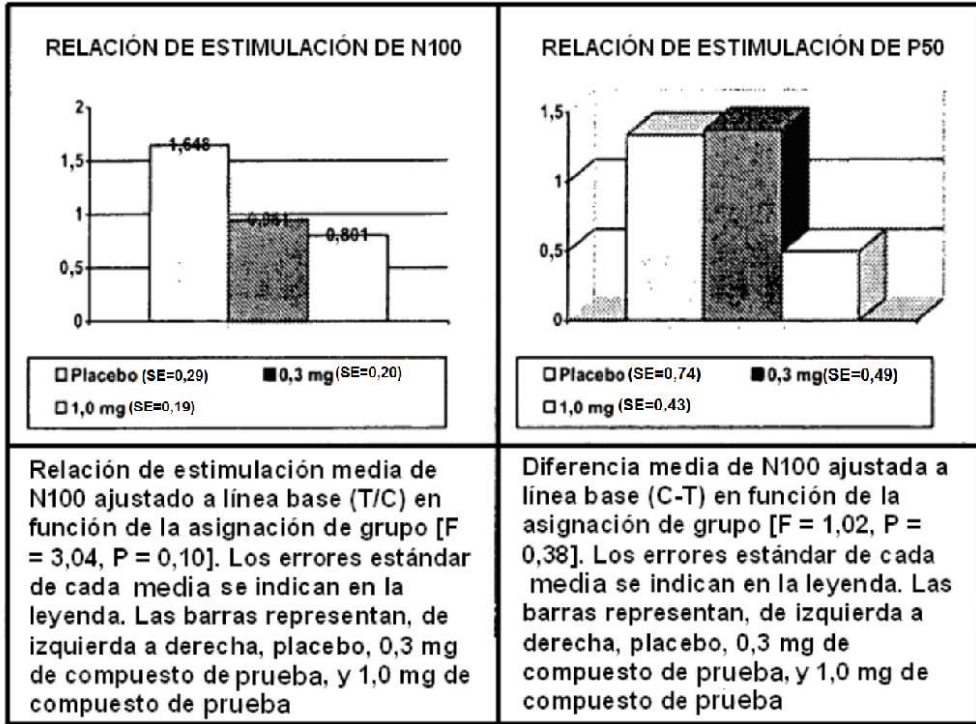 RELACIÓN DE ESTIMULACIÓN DE N100
2
1,5
1
0,5
0
1,648
0,801
□ Placebo (SE=0,29) ■ 0,3 mg (SE=0,20)
□ 1,0 mg (SE=0,19)
RELACIÓN DE ESTIMULACIÓN DE P50
1,5
1
0,5
0
□ Placebo (SE=0,74) ■ 0,3 mg (SE=0,49)
□ 1,0 mg (SE=0,43)
Relación de estimulación media de
N100 ajustado a línea base (T/C) en
función de la asignación de grupo [F
= 3,04, P = 0,10]. Los errores estándar
de cada media se indican en la
leyenda. Las barras representan, de
izquierda a derecha, placebo, 0,3 mg
de compuesto de prueba, y 1,0 mg de
compuesto de prueba
Diferencia media de N100 ajustada a
línea base (C-T) en función de la
asignación de grupo [F = 1,02, P =
0,38]. Los errores estándar de cada
media se indican en la leyenda. Las
barras representan, de izquierda a
derecha, placebo, 0,3 mg de
compuesto de prueba, y 1,0 mg de
compuesto de prueba